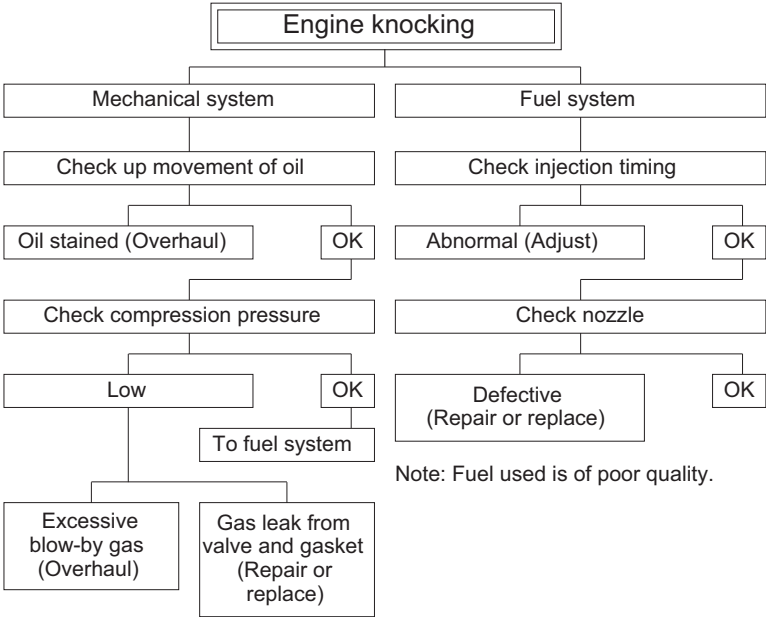 Engine knocking
Mechanical system
Fuel system
Check up movement of oil
Check injection timing
Oil stained (Overhaul)
OK
Abnormal (Adjust)
OK
Check compression pressure
Check nozzle
Low
OK
Defective
(Repair or replace)
OK
To fuel system
Note: Fuel used is of poor quality.
Excessive
blow-by gas
(Overhaul)
Gas leak from
valve and gasket
(Repair or
replace)